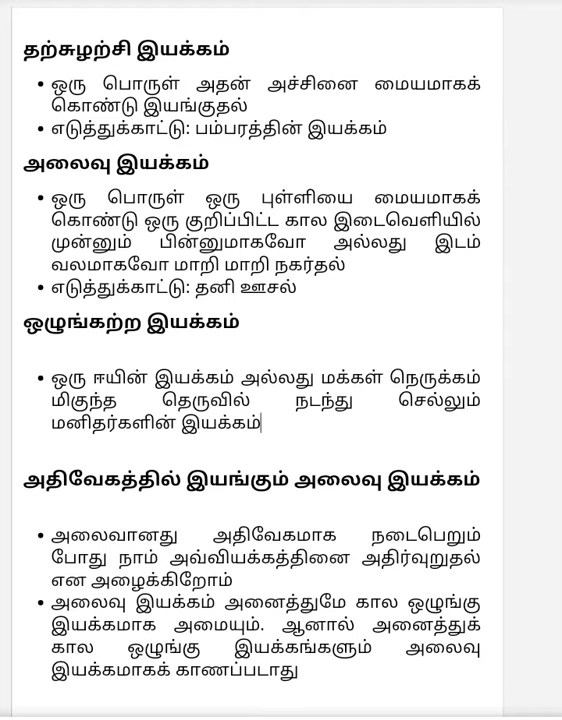 தற்சுழற்சி இயக்கம்
• ஒரு பொருள் அதன் அச்சினை மையமாகக்
கொண்டு இயங்குதல்
• எடுத்துக்காட்டு: பம்பரத்தின் இயக்கம்
அலைவு இயக்கம்
• ஒரு பொருள் ஒரு புள்ளியை மையமாகக்
கொண்டு ஒரு குறிப்பிட்ட கால இடைவெளியில்
முன்னும் பின்னுமாகவோ அல்லது இடம்
வலமாகவோ மாறி மாறி நகர்தல்
• எடுத்துக்காட்டு: தனி ஊசல்
ஒழுங்கற்ற இயக்கம்
• ஒரு ஈயின் இயக்கம் அல்லது மக்கள் நெருக்கம்
மிகுந்த தெருவில் நடந்து செல்லும்
மனிதர்களின் இயக்கம்
அதிவேகத்தில் இயங்கும் அலைவு இயக்கம்
• அலைவானது அதிவேகமாக நடைபெறும்
போது நாம் அவ்வியக்கத்தினை அதிர்வுறுதல்
என அழைக்கிறோம்
• அலைவு இயக்கம் அனைத்துமே கால ஒழுங்கு
இயக்கமாக அமையும். ஆனால் அனைத்துக்
கால ஒழுங்கு இயக்கங்களும் அலைவு
இயக்கமாகக் காணப்படாது